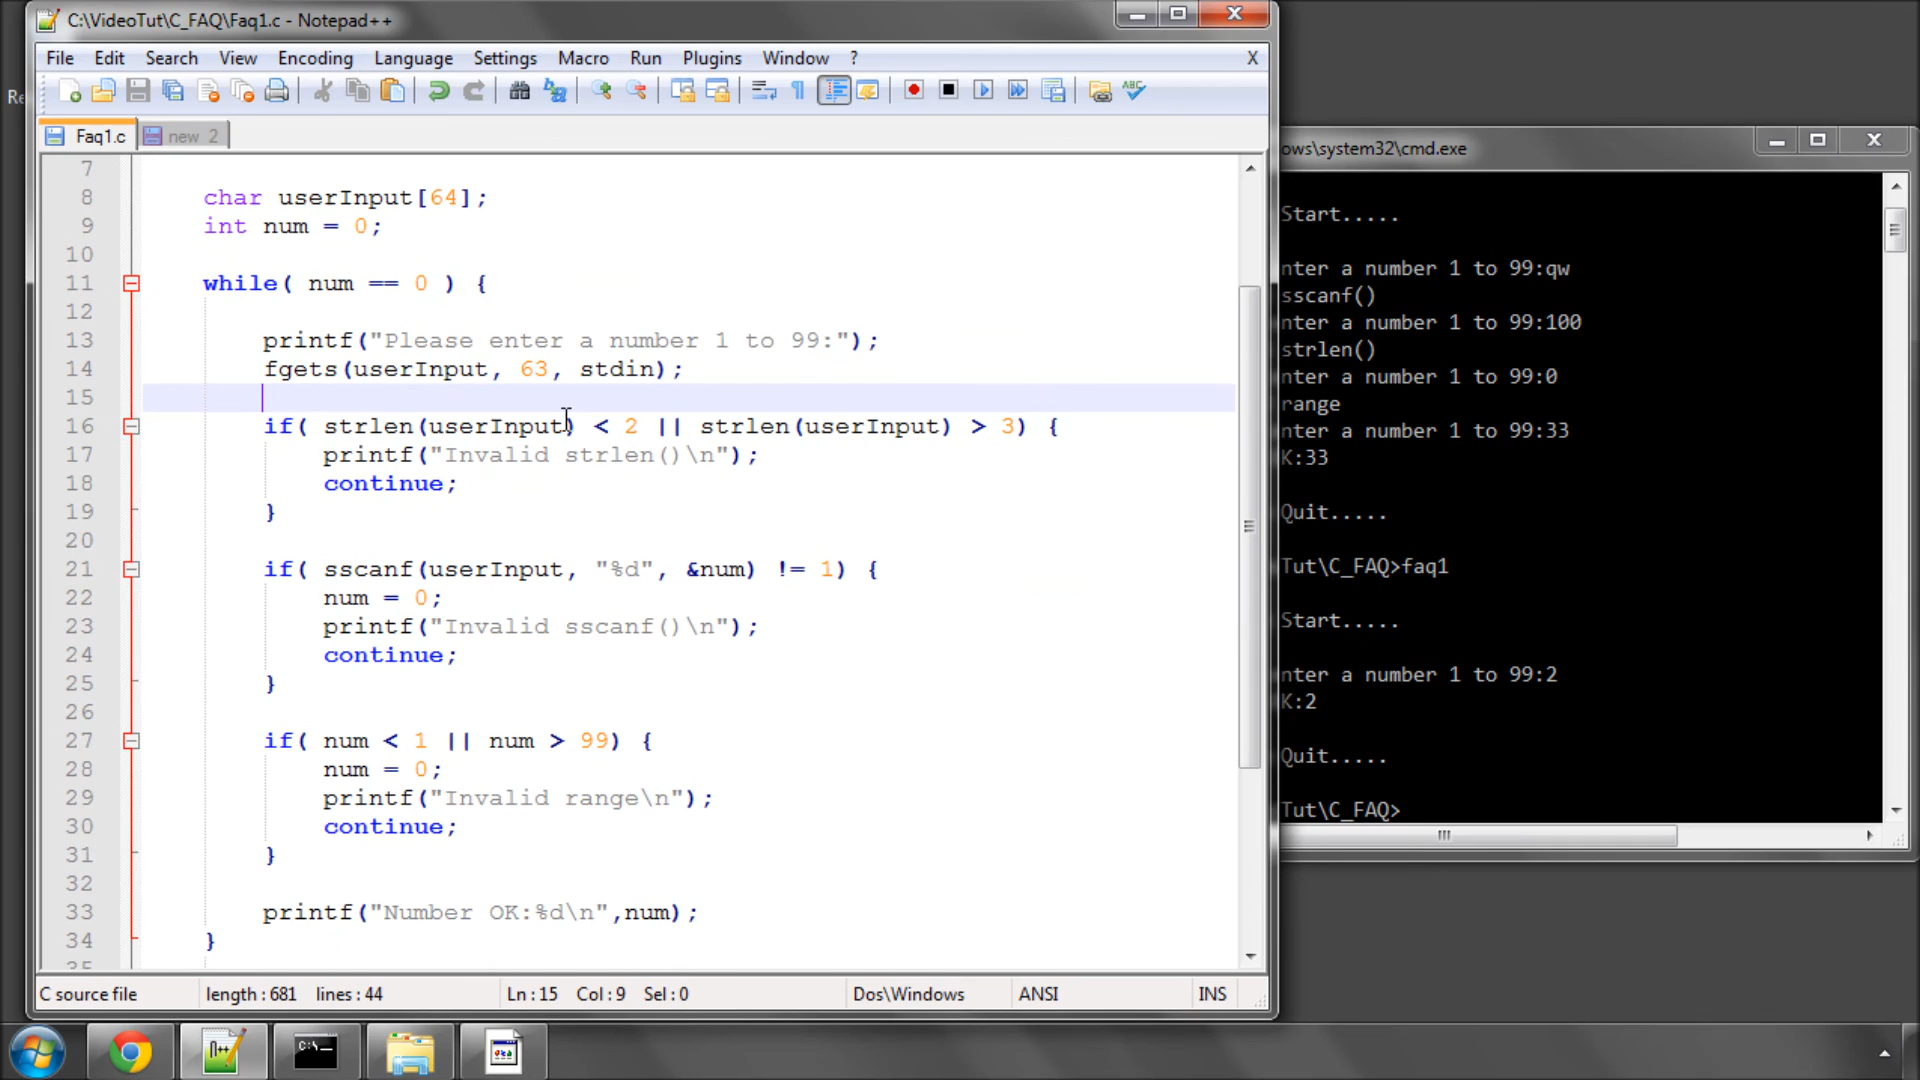 C:\VideoTut\C_FAQ\Faq1.c - Notepad++
File Edit Search View Encoding Language Settings Macro Run Plugins Window ? X
Faq1.c new 2
7
8 char userInput[64];
9 int num = 0;
10
11 while( num == 0 ) {
12
13 printf("Please enter a number 1 to 99:");
14 fgets(userInput, 63, stdin);
15
16 if( strlen(userInput) < 2 || strlen(userInput) > 3) {
17 printf("Invalid strlen()\n");
18 continue;
19 }
20
21 if( sscanf(userInput, "%d", &num) != 1) {
22 num = 0;
23 printf("Invalid sscanf()\n");
24 continue;
25 }
26
27 if( num < 1 || num > 99) {
28 num = 0;
29 printf("Invalid range\n");
30 continue;
31 }
32
33 printf("Number OK:%d\n",num);
34 }
35
C source file length : 681 lines : 44 Ln : 15 Col : 9 Sel : 0 Dos\Windows ANSI INS
Re
ows\system32\cmd.exe
Start.....
nter a number 1 to 99:qw
sscanf()
nter a number 1 to 99:100
strlen()
nter a number 1 to 99:0
range
nter a number 1 to 99:33
K:33
Quit.....
Tut\C_FAQ>faq1
Start.....
nter a number 1 to 99:2
K:2
Quit.....
Tut\C_FAQ>